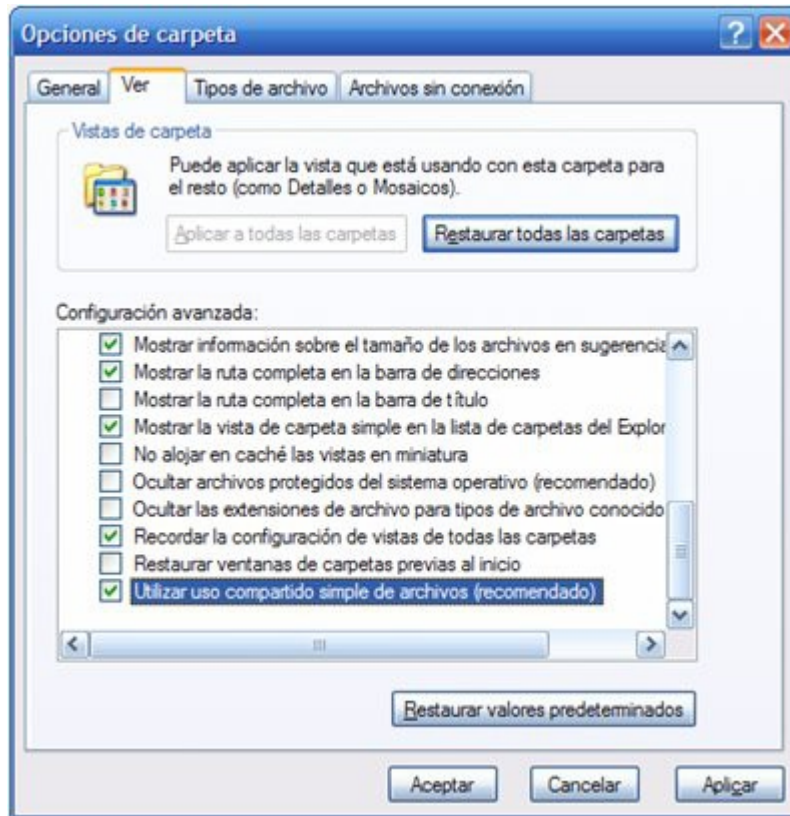 Opciones de carpeta
General Ver Tipos de archivo Archivos sin conexión
Vistas de carpeta
Puede aplicar la vista que está usando con esta carpeta para
el resto (como Detalles o Mosaicos).
Aplicar a todas las carpetas Restaurar todas las carpetas
Configuración avanzada:
Mostrar información sobre el tamaño de los archivos en sugerencia
Mostrar la ruta completa en la barra de direcciones
Mostrar la ruta completa en la barra de título
Mostrar la vista de carpeta simple en la lista de carpetas del Explor
No alojar en caché las vistas en miniatura
Ocultar archivos protegidos del sistema operativo (recomendado)
Ocultar las extensiones de archivo para tipos de archivo conocido
Recordar la configuración de vistas de todas las carpetas
Restaurar ventanas de carpetas previas al inicio
Utilizar uso compartido simple de archivos (recomendado)
Restaurar valores predeterminados
Aceptar Cancelar Aplicar